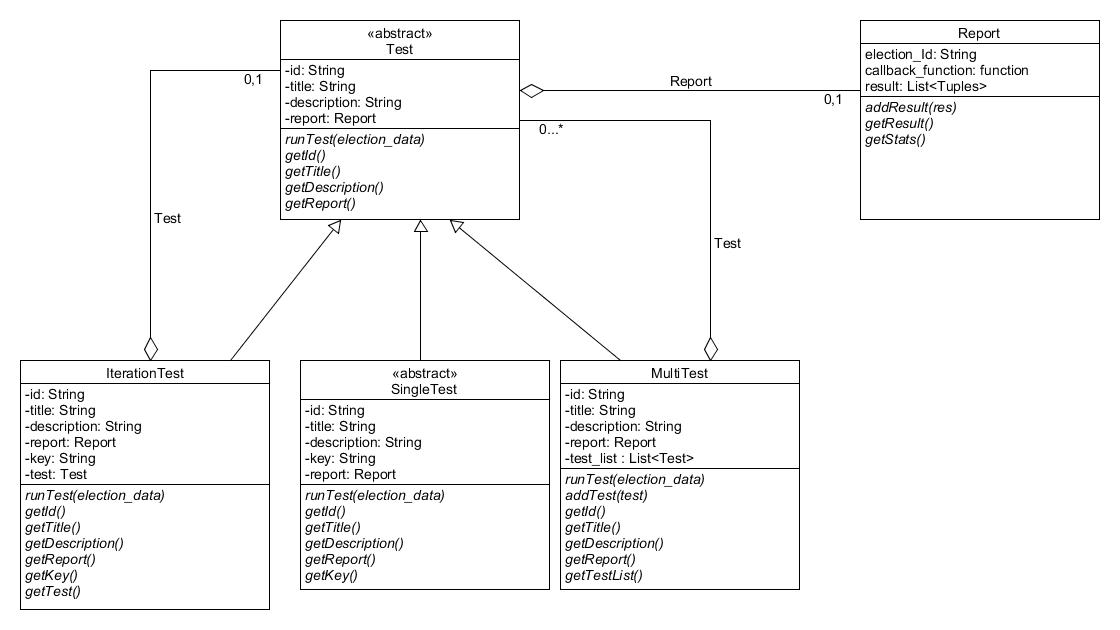 «abstract»
Test
-id: String
-title: String
-description: String
-report: Report
runTest(election_data)
getId()
getTitle()
getDescription()
getReport()
Report
election_Id: String
callback_function: function
result: List<Tuples>
addResult(res)
getResult()
getStats()
0,1
Report
0,1
0...*
Test
Test
IterationTest
-id: String
-title: String
-description: String
-report: Report
-key: String
-test: Test
runTest(election_data)
getId()
getTitle()
getDescription()
getReport()
getKey()
getTest()
«abstract»
SingleTest
-id: String
-title: String
-description: String
-key: String
-report: Report
runTest(election_data)
getId()
getTitle()
getDescription()
getReport()
getKey()
MultiTest
-id: String
-title: String
-description: String
-report: Report
-test_list : List<Test>
runTest(election_data)
addTest(test)
getId()
getTitle()
getDescription()
getReport()
getTestList()